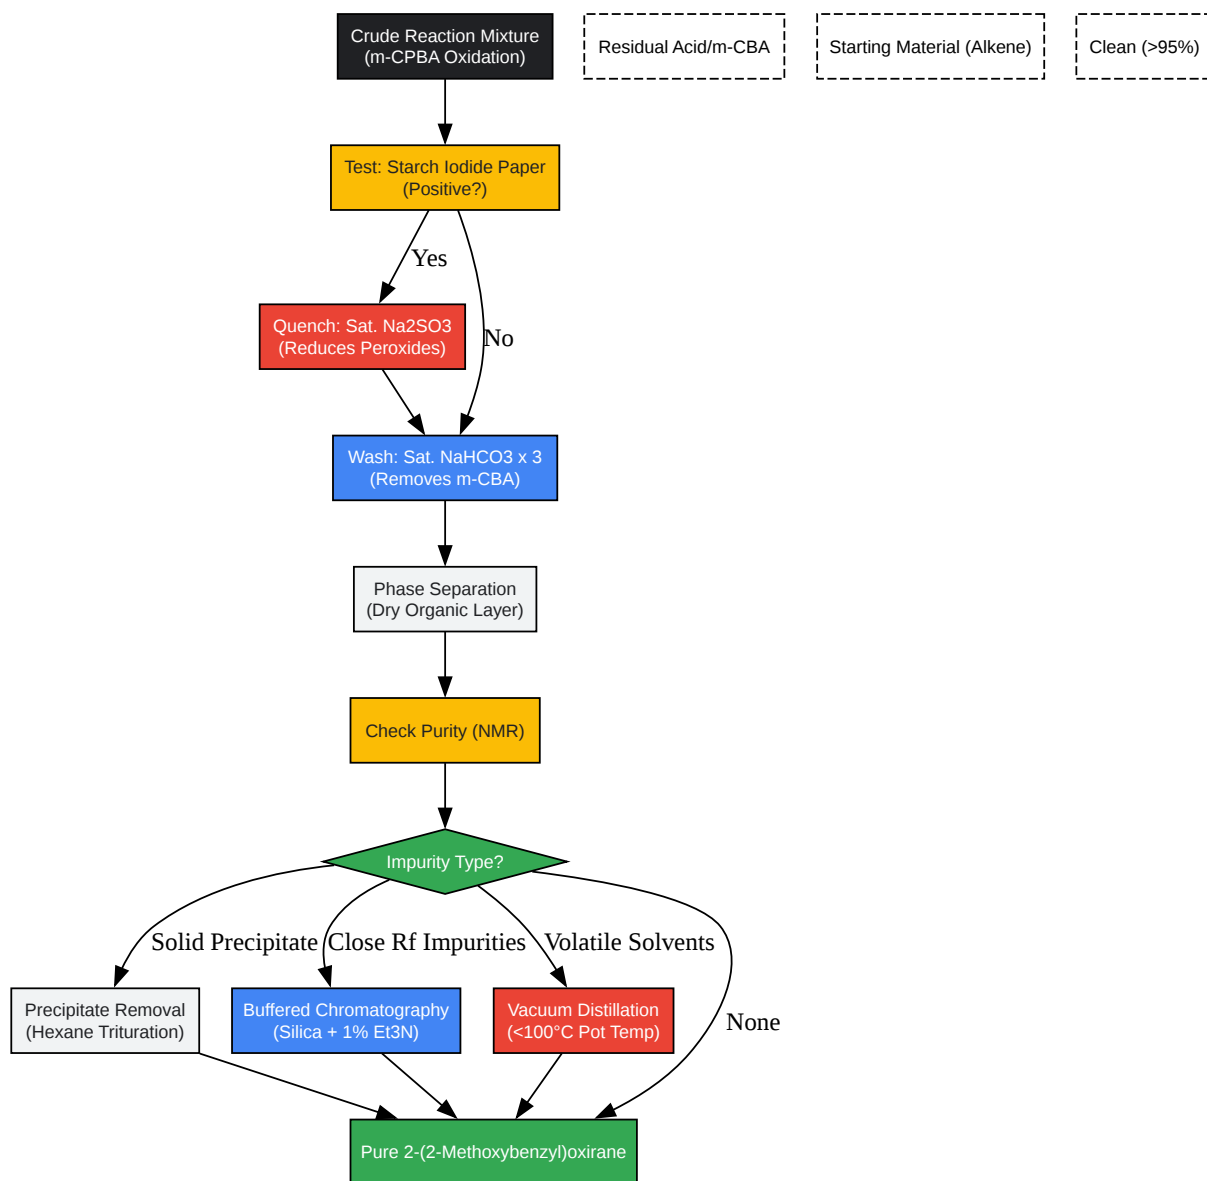 Crude Reaction Mixture
(m-CPBA Oxidation)
Residual Acid/m-CBA
Starting Material (Alkene)
Clean (>95%)
Test: Starch Iodide Paper
(Positive?)
Yes
Quench: Sat. Na2SO3
(Reduces Peroxides)
No
Wash: Sat. NaHCO3 x 3
(Removes m-CBA)
Phase Separation
(Dry Organic Layer)
Check Purity (NMR)
Impurity Type?
Solid Precipitate
Close Rf Impurities
Volatile Solvents
None
Precipitate Removal
(Hexane Trituration)
Buffered Chromatography
(Silica + 1% Et3N)
Vacuum Distillation
(<100°C Pot Temp)
Pure 2-(2-Methoxybenzyl)oxirane